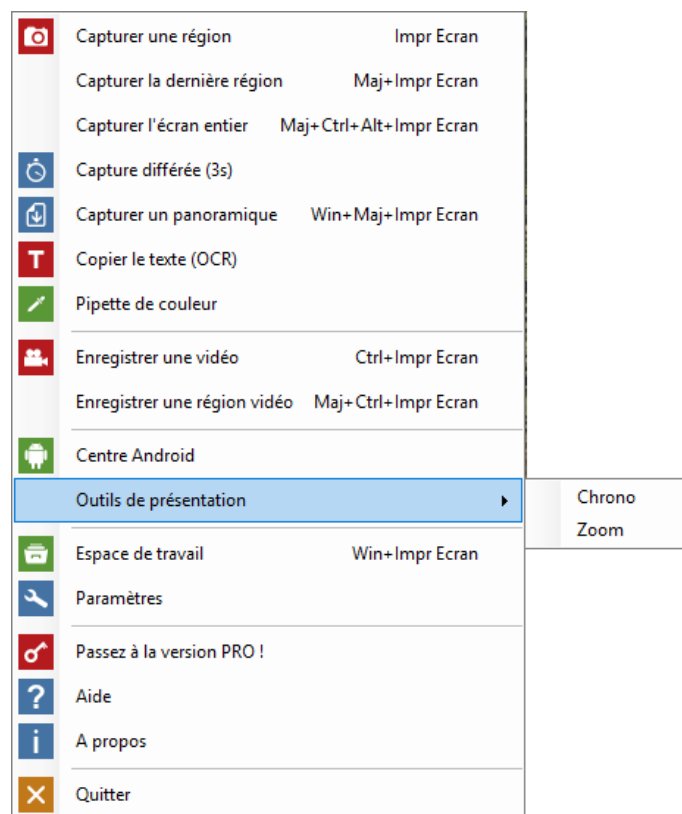 Capturer une région Impr Ecran
Capturer la dernière région Maj+Impr Ecran
Capturer l'écran entier Maj+Ctrl+Alt+Impr Ecran
Capture différée (3s)
Capturer un panoramique Win+Maj+Impr Ecran
T Copier le texte (OCR)
Pipette de couleur
Enregistrer une vidéo Ctrl+Impr Ecran
Enregistrer une région vidéo Maj+Ctrl+Impr Ecran
Centre Android
Outils de présentation
Chrono
Zoom
Espace de travail Win+Impr Ecran
Paramètres
Passez à la version PRO !
? Aide
i A propos
Quitter